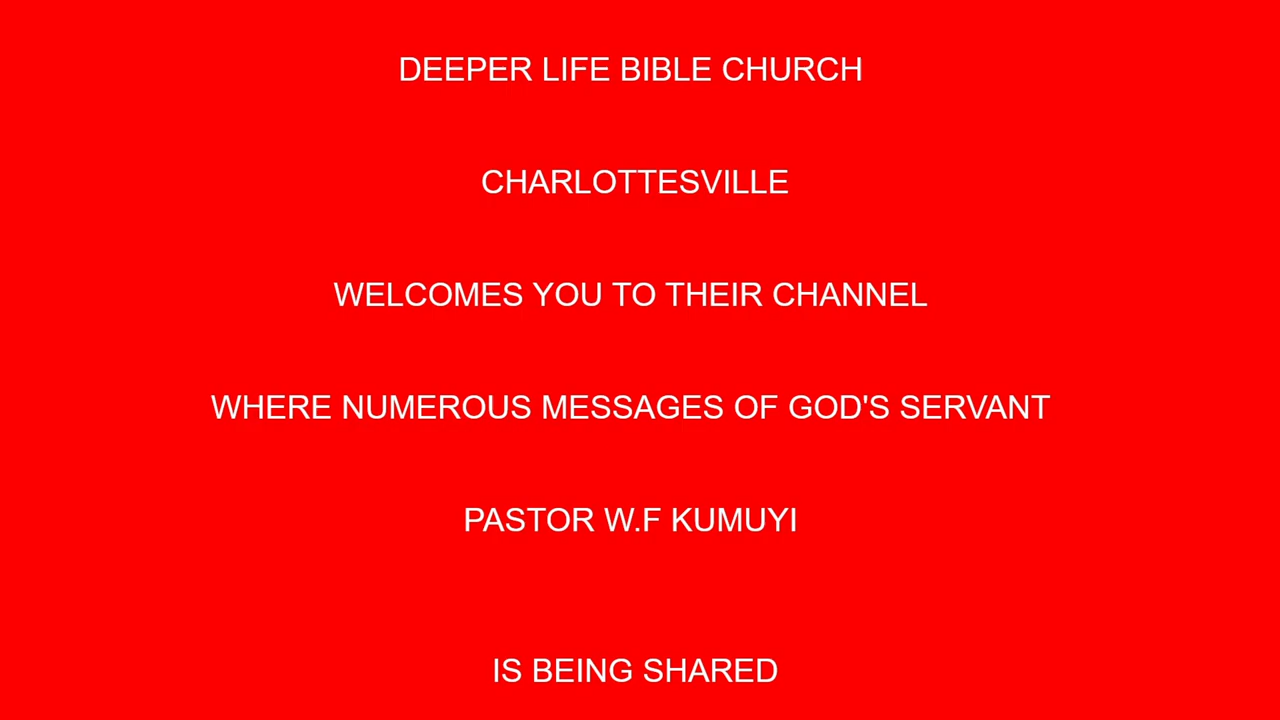 DEEPER LIFE BIBLE CHURCH
CHARLOTTESVILLE
WELCOMES YOU TO THEIR CHANNEL
WHERE NUMEROUS MESSAGES OF GOD'S SERVANT
PASTOR W.F KUMUYI
IS BEING SHARED